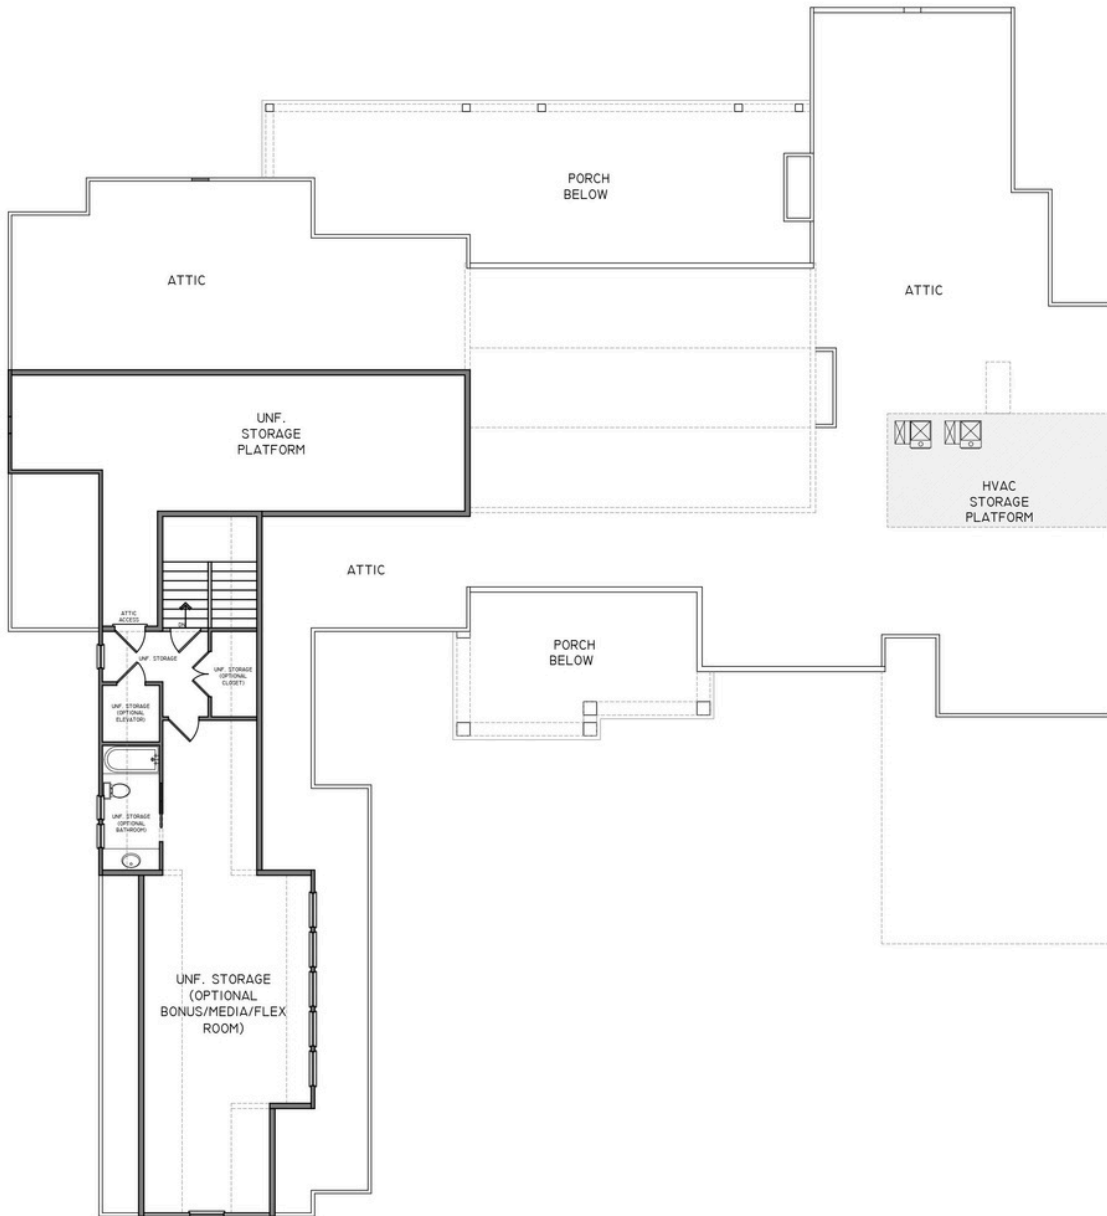 PORCH
BELOW
ATTIC
ATTIC
UNF.
STORAGE
PLATFORM
HVAC
STORAGE
PLATFORM
ATTIC
ATTIC
ACCESS
DN
UNF. STORAGE
UNF. STORAGE
(OPTIONAL
CLOSET)
PORCH
BELOW
UNF. STORAGE
(OPTIONAL
ELEVATOR)
UNF. STORAGE
(OPTIONAL
BATHROOM)
UNF. STORAGE
(OPTIONAL
BONUS/MEDIA/FLEX
ROOM)